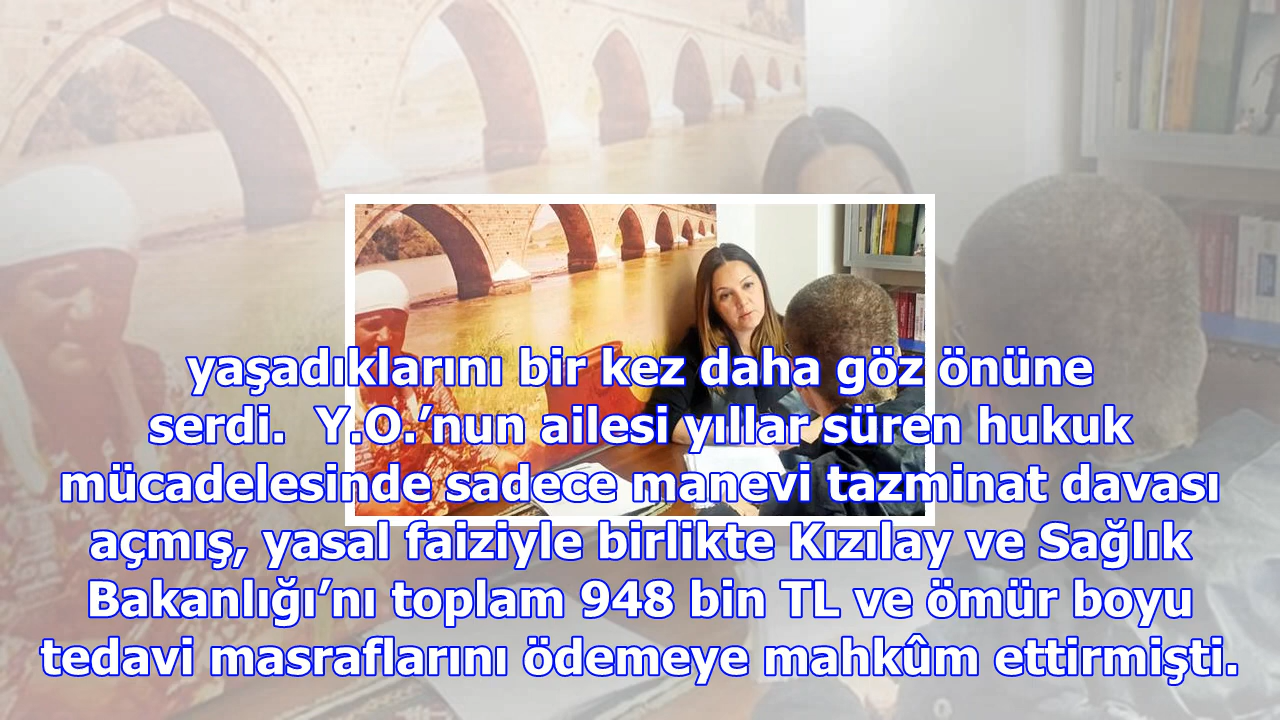 yaşadıklarını bir kez daha göz önüne
serdi.  Y.O.’nun ailesi yıllar süren hukuk
mücadelesinde sadece manevi tazminat davası
açmış, yasal faiziyle birlikte Kızılay ve Sağlık
Bakanlığı’nı toplam 948 bin TL ve ömür boyu
tedavi masraflarını ödemeye mahkûm ettirmişti.